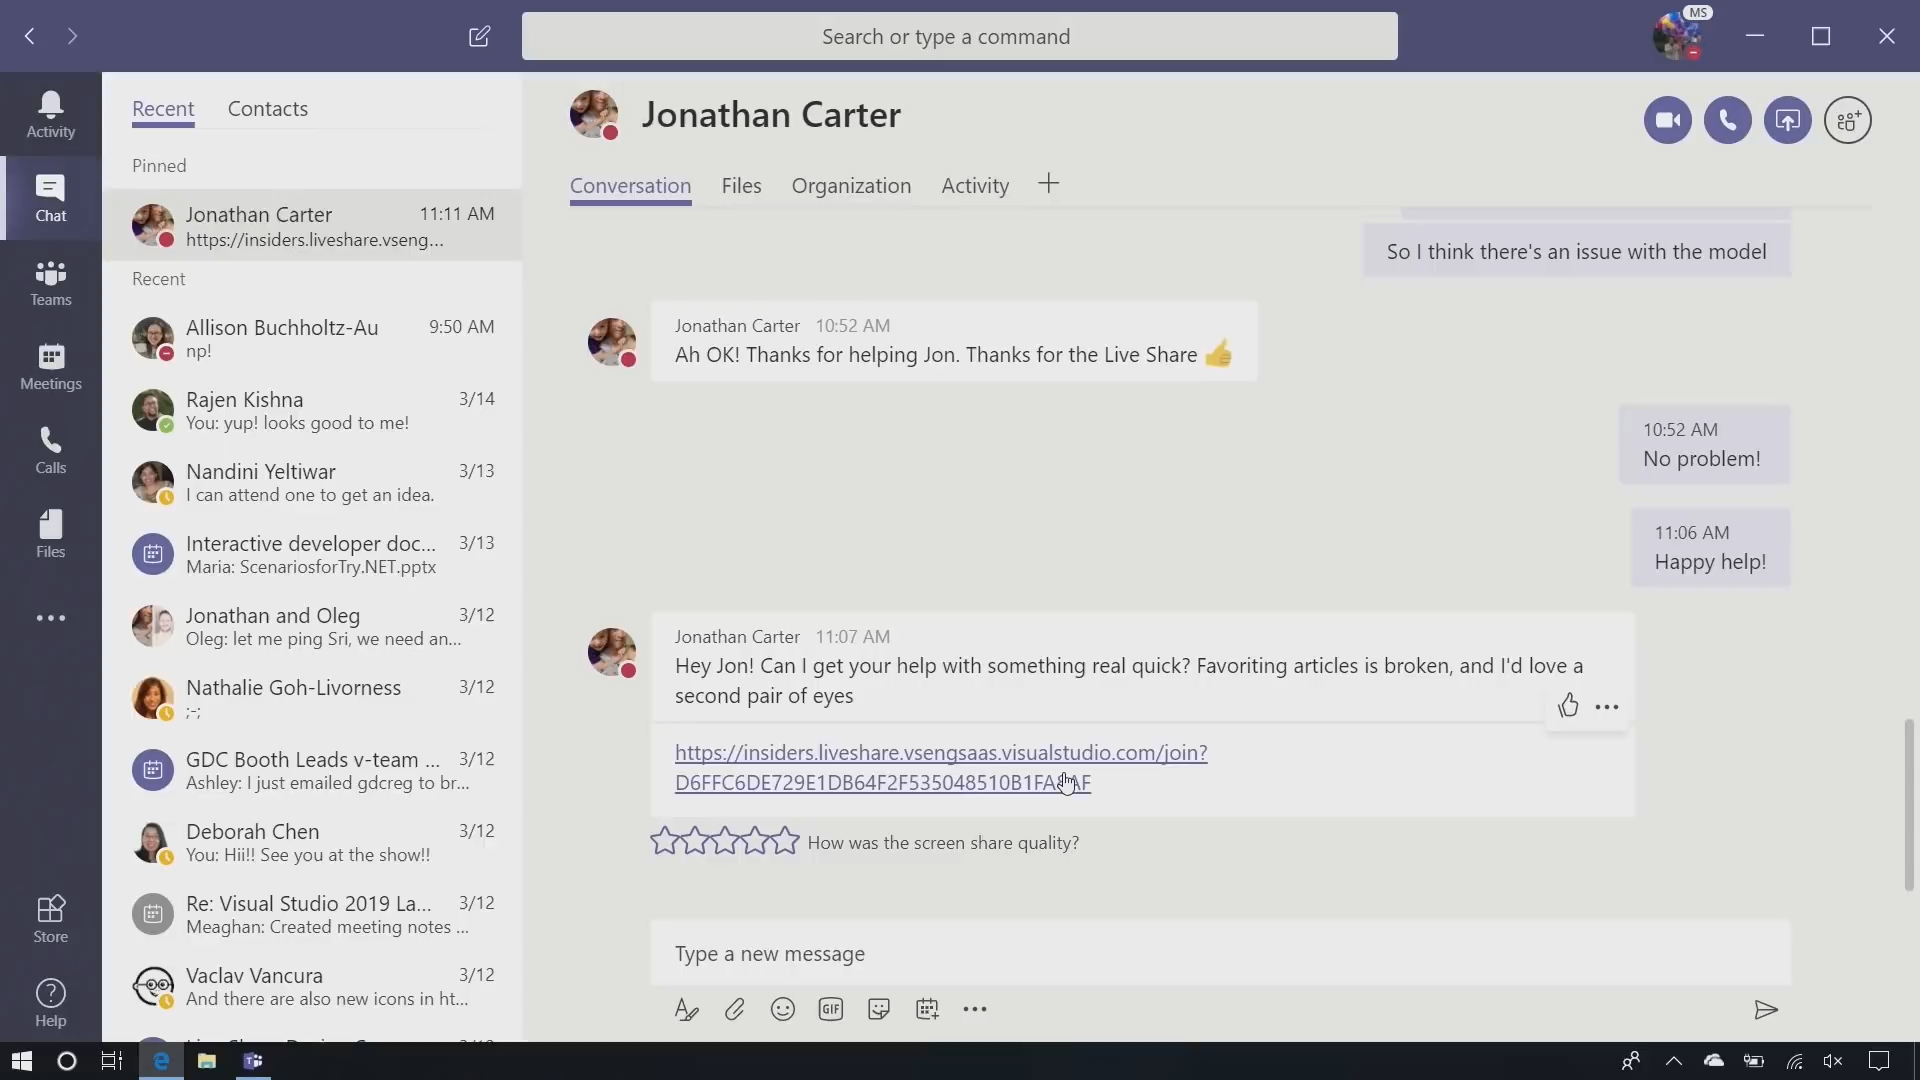 Search or type a command
MS
Activity
Chat
Teams
Meetings
Calls
Files
Store
Help
Recent
Contacts
Pinned
Jonathan Carter
11:11 AM
https://insiders.liveshare.vseng...
Recent
Allison Buchholtz-Au
9:50 AM
np!
Rajen Kishna
3/14
You: yup! looks good to me!
Nandini Yeltiwar
3/13
I can attend one to get an idea.
Interactive developer doc...
3/13
Maria: ScenariosforTry.NET.pptx
Jonathan and Oleg
3/12
Oleg: let me ping Sri, we need an...
Nathalie Goh-Livorness
3/12
;-;
GDC Booth Leads v-team ...
3/12
Ashley: I just emailed gdcreg to br...
Deborah Chen
3/12
You: Hii!! See you at the show!!
Re: Visual Studio 2019 La...
3/12
Meaghan: Created meeting notes ...
Vaclav Vancura
3/12
And there are also new icons in ht...
Jonathan Carter
Conversation
Files
Organization
Activity
So I think there's an issue with the model
Jonathan Carter 10:52 AM
Ah OK! Thanks for helping Jon. Thanks for the Live Share
10:52 AM
No problem!
11:06 AM
Happy help!
Jonathan Carter 11:07 AM
Hey Jon! Can I get your help with something real quick? Favoriting articles is broken, and I'd love a
second pair of eyes
https://insiders.liveshare.vsengsaas.visualstudio.com/join?
How was the screen share quality?
Type a new message
GIF